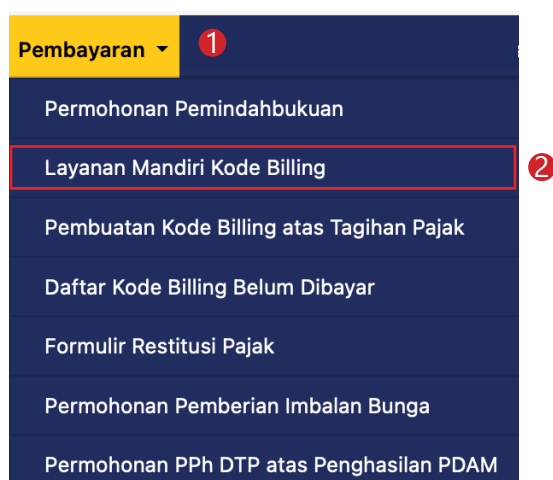 Pembayaran 1
Permohonan Pemindahbukuan
Layanan Mandiri Kode Billing 2
Pembuatan Kode Billing atas Tagihan Pajak
Daftar Kode Billing Belum Dibayar
Formulir Restitusi Pajak
Permohonan Pemberian Imbalan Bunga
Permohonan PPh DTP atas Penghasilan PDAM